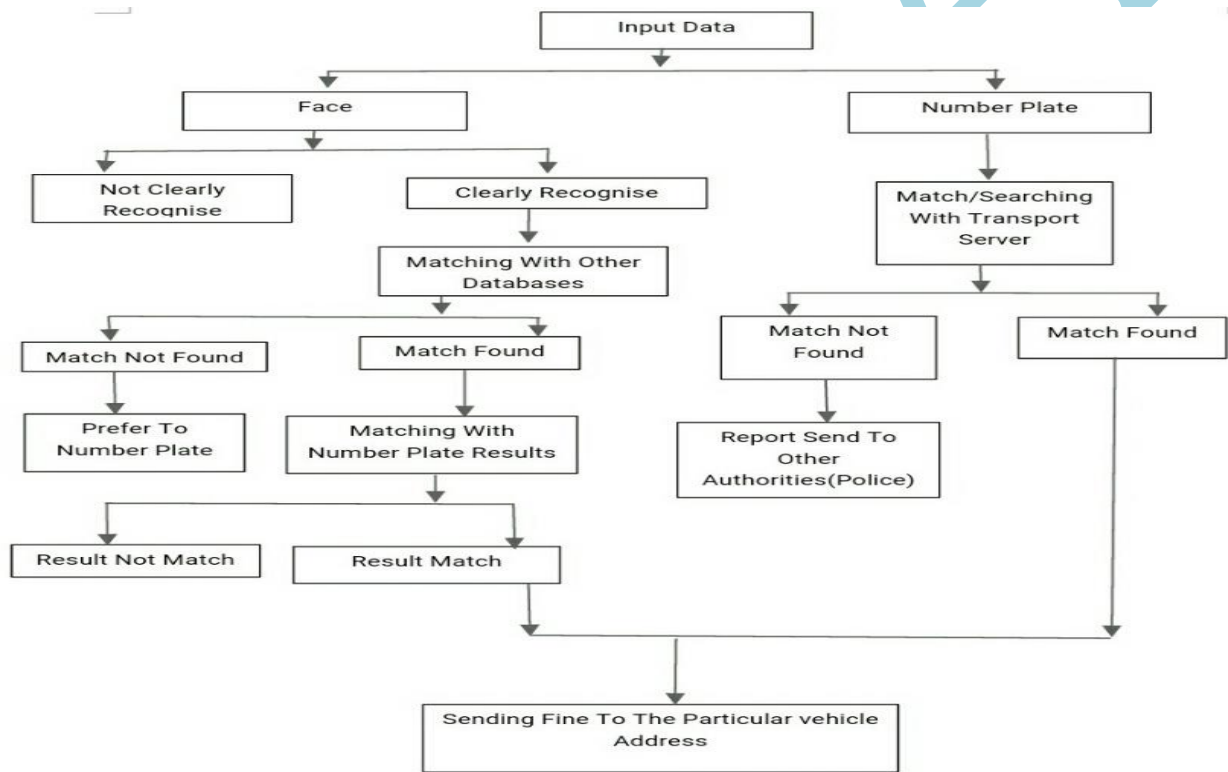 Input Data
Face
Number Plate
Not Clearly
Recognise
Clearly Recognise
Match/Searching
With Transport
Server
Matching With Other
Databases
Match Not Found
Match Found
Match Not
Found
Match Found
Prefer To
Number Plate
Matching With
Number Plate Results
Report Send To
Other
Authorities(Police)
Result Not Match
Result Match
Sending Fine To The Particular vehicle
Address